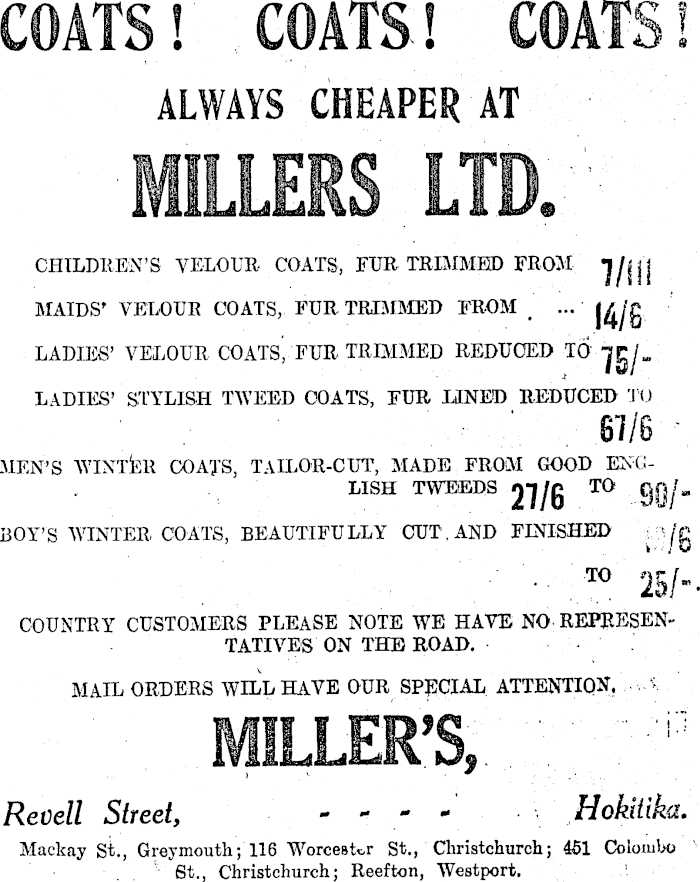 COATS! COATS! COATS!
ALWAYS CHEAPER AT
MILLERS LTD.
CHILDREN'S VELOUR COATS, FUR TRIMMED FROM 7/11
MAIDS' VELOUR COATS, FUR TRIMMED FROM ... 14/6
LADIES' VELOUR COATS, FUR TRIMMED REDUCED TO 75/-
LADIES' STYLISH TWEED COATS, FUR LINED REDUCED TO
67/6
MEN'S WINTER COATS, TAILOR-CUT, MADE FROM GOOD ENG-
LISH TWEEDS 27/6 TO 90/-
BOY'S WINTER COATS, BEAUTIFULLY CUT AND FINISHED
TO 25/-.
COUNTRY CUSTOMERS PLEASE NOTE WE HAVE NO REPRESEN-
TATIVES ON THE ROAD.
MAIL ORDERS WILL HAVE OUR SPECIAL ATTENTION.
MILLER'S,
Revell Street, - - - - Hokitika.
Mackay St., Greymouth; 116 Worcester St., Christchurch; 451 Colombo
St., Christchurch; Reefton, Westport.